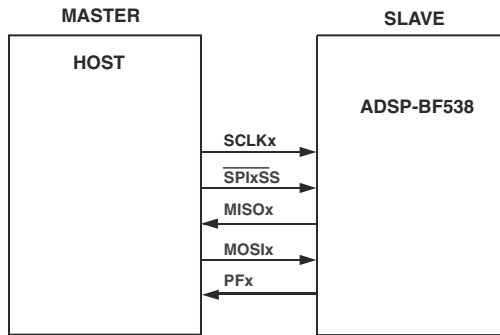 MASTER
SLAVE
HOST
ADSP-BF538
SCLKx
SPIxSS
MISOx
MOSIx
PFx